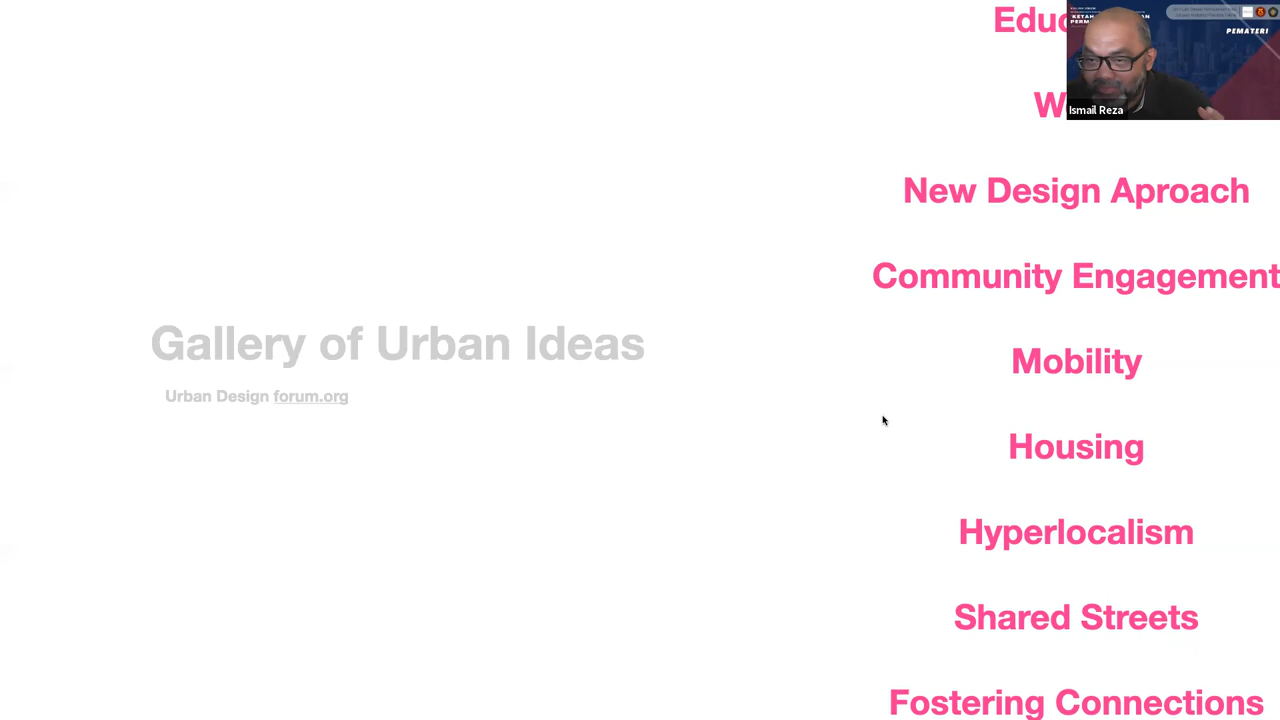 Gallery of Urban Ideas
Urban Design forum.org
New Design Aproach
Community Engagement
Mobility
Housing
Hyperlocalism
Shared Streets
Fostering Connections
PEMATERI
Ismail Reza